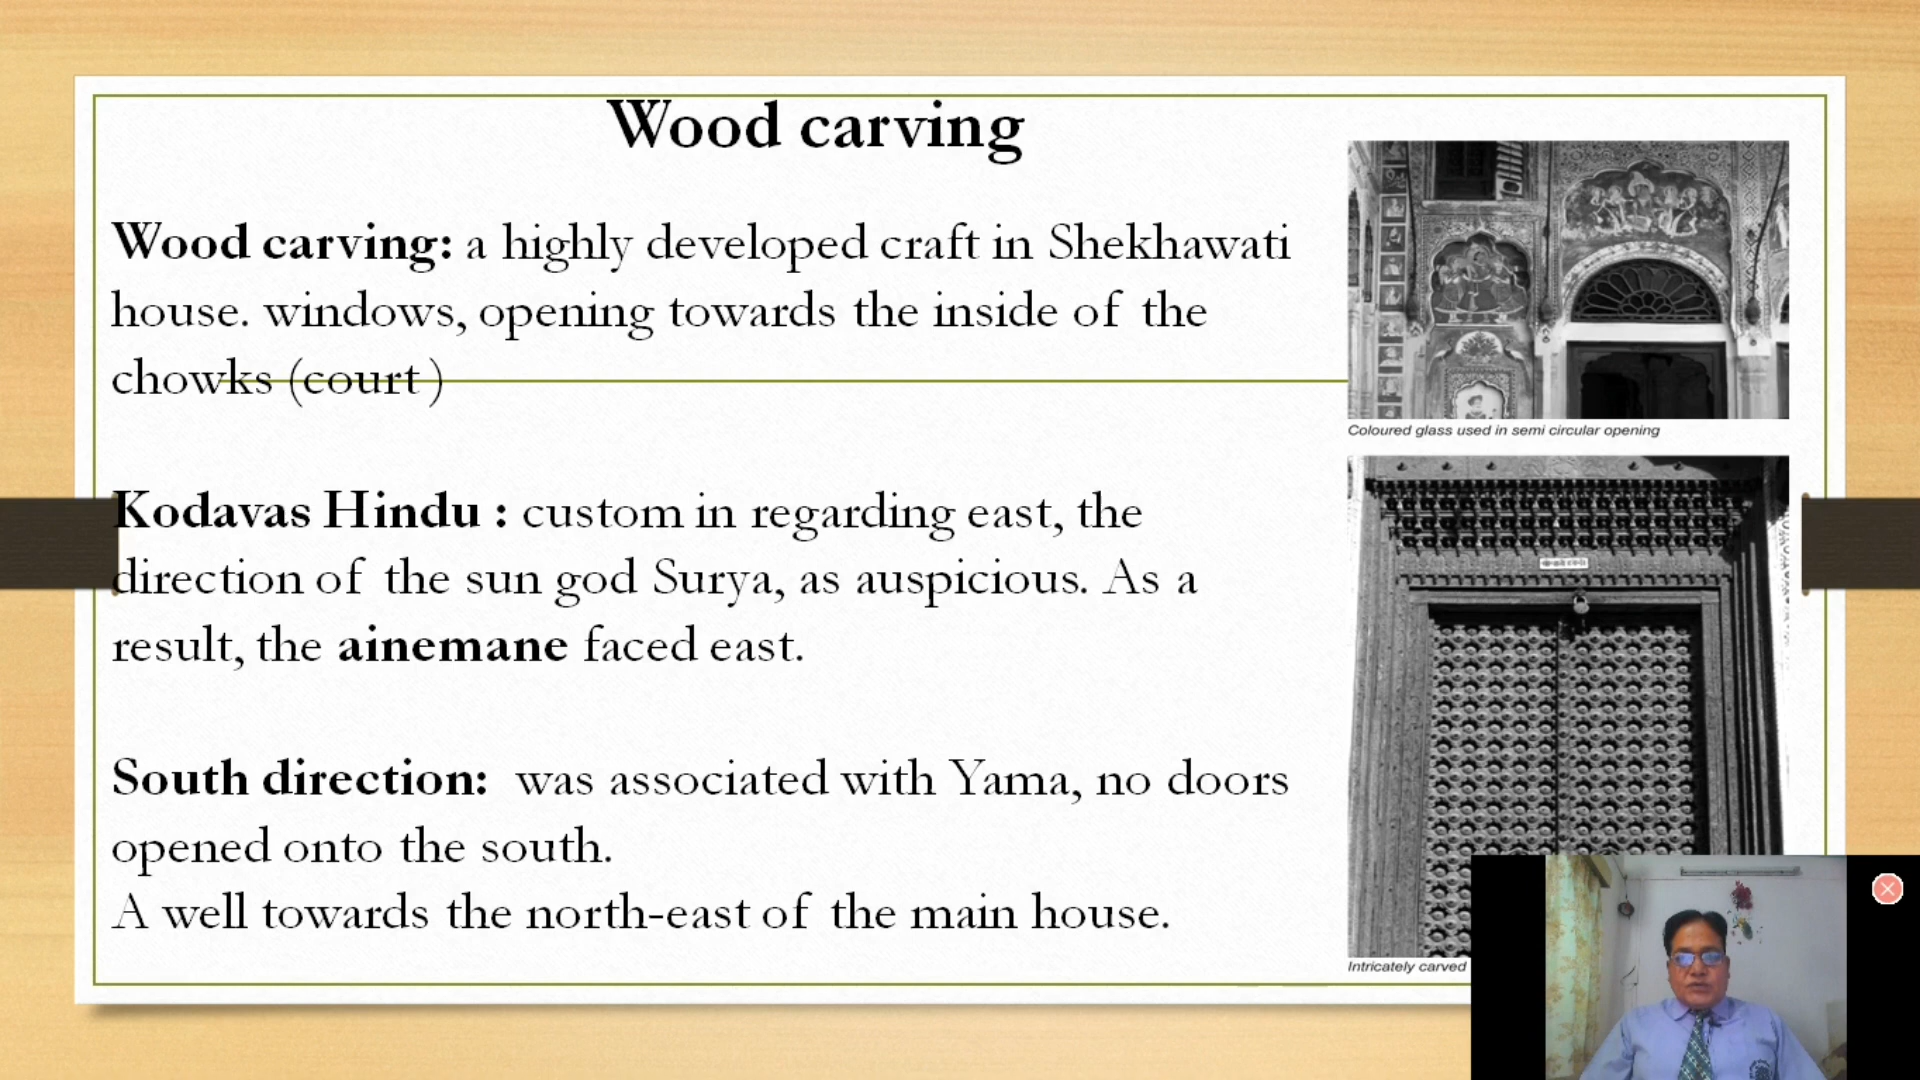 Wood carving
Wood carving: a highly developed craft in Shekhawati
house. windows, opening towards the inside of the
chowks (court )
Kodavas Hindu : custom in regarding east, the
direction of the sun god Surya, as auspicious. As a
result, the ainemane faced east.
South direction: was associated with Yama, no doors
opened onto the south.
A well towards the north-east of the main house.
Coloured glass used in semi circular opening
Intricately carved